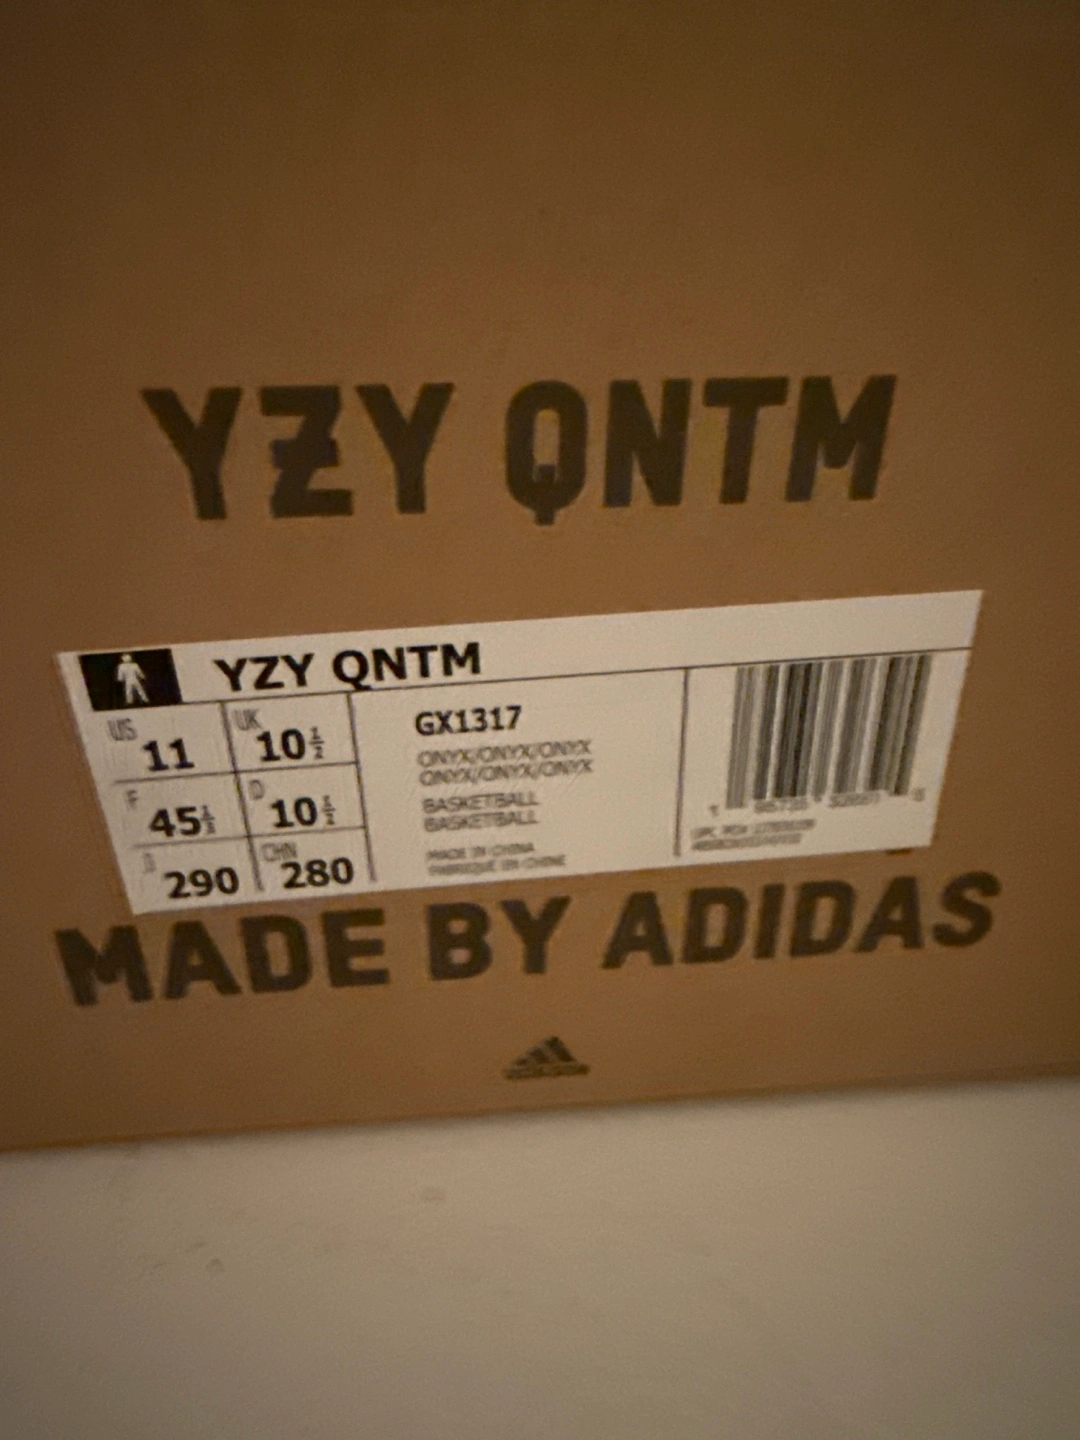 YZY QNTM
YZY QNTM
US 11
UK 10½
F 45⅓
D 10½
J 290
CHN 280
GX1317
ONYX/ONYX/ONYX
ONYX/ONYX/ONYX
BASKETBALL
BASKETBALL
MADE IN CHINA
FABRIQUÉ EN CHINE
MADE BY ADIDAS